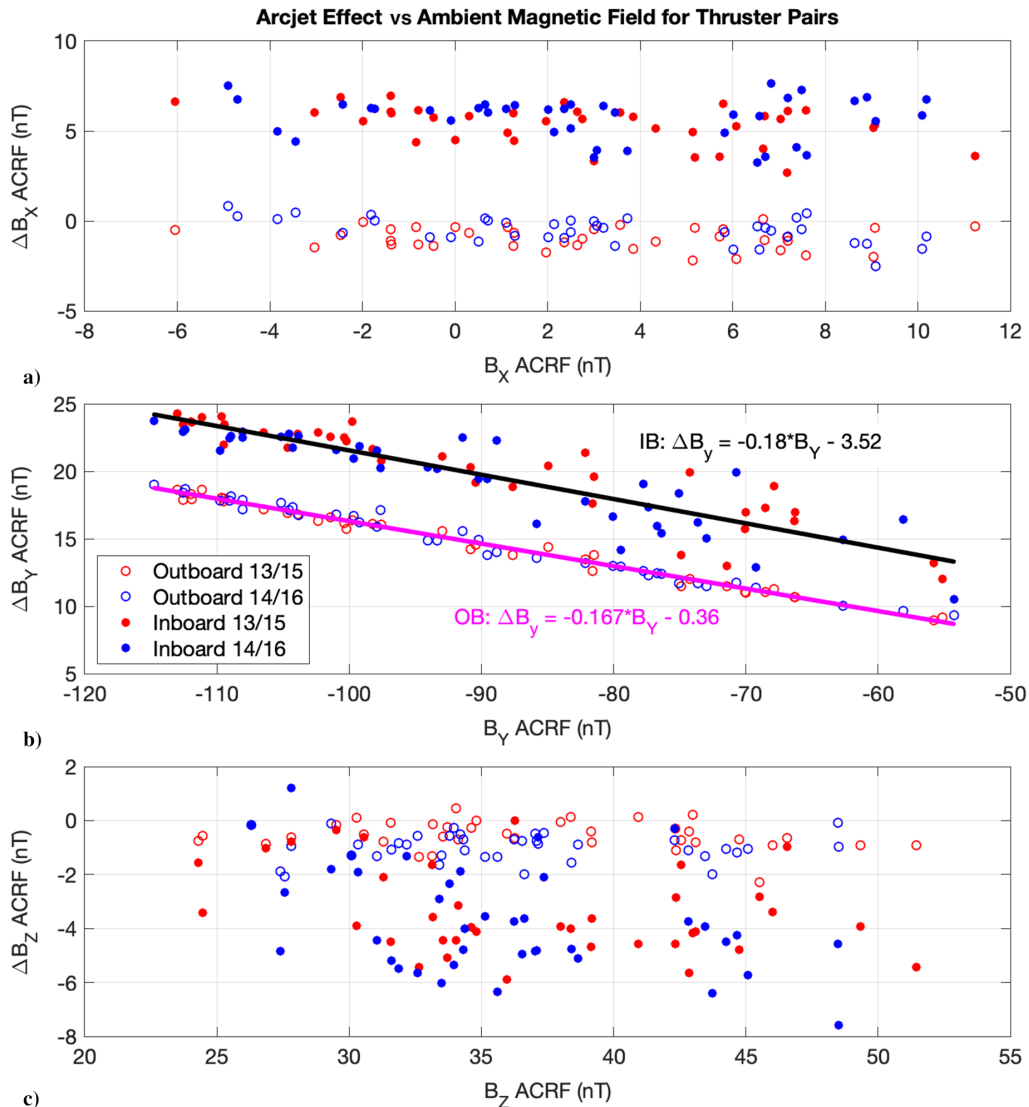 Arcjet Effect vs Ambient Magnetic Field for Thruster Pairs
10
5
0
-5
ΔB_X ACRF (nT)
-8 -6 -4 -2 0 2 4 6 8 10 12
B_X ACRF (nT)
a)
25
20
15
10
5
ΔB_Y ACRF (nT)
IB: ΔB_y = -0.18*B_Y - 3.52
OB: ΔB_y = -0.167*B_Y - 0.36
Outboard 13/15
Outboard 14/16
Inboard 13/15
Inboard 14/16
-120 -110 -100 -90 -80 -70 -60 -50
B_Y ACRF (nT)
b)
2
0
-2
-4
-6
-8
ΔB_Z ACRF (nT)
20 25 30 35 40 45 50 55
B_Z ACRF (nT)
c)